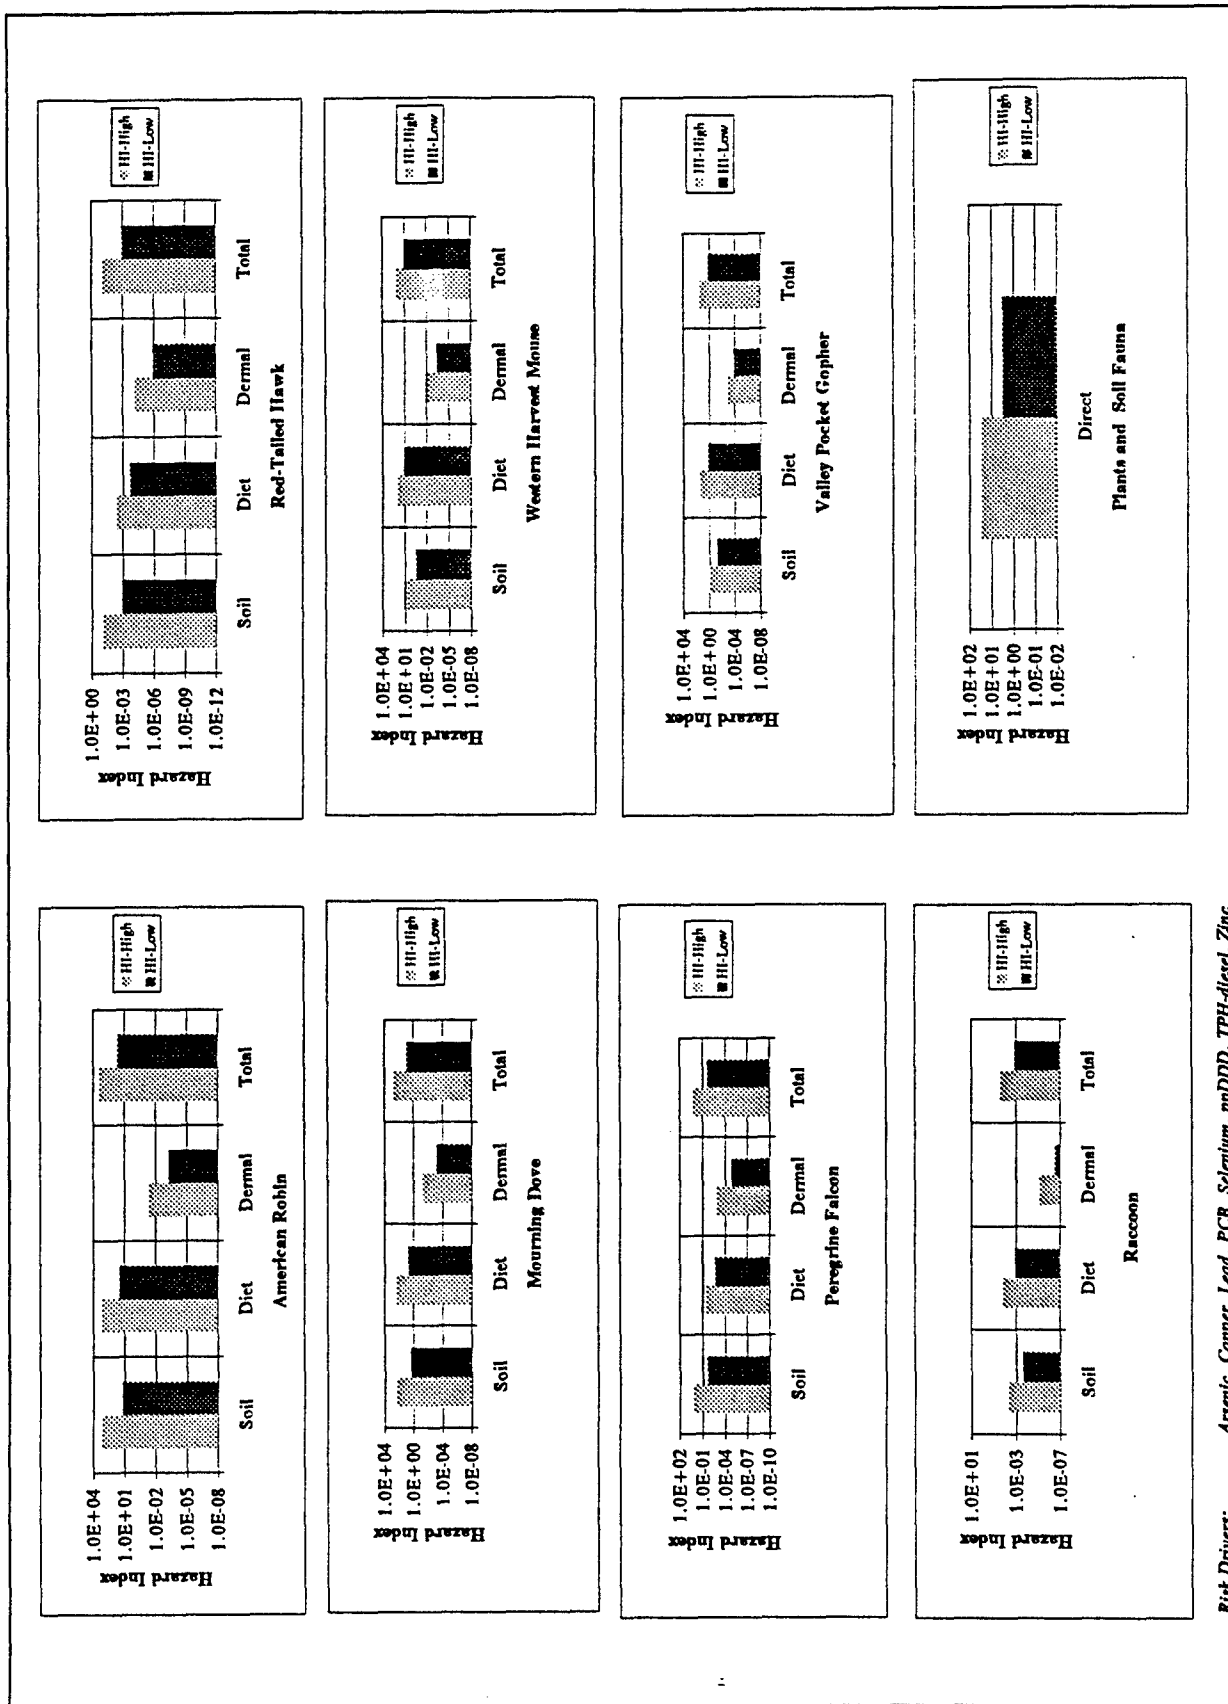 1.0E+04
1.0E+01
1.0E-02
1.0E-05
1.0E-08
Hazard Index
Soil
Diet
Dermal
Total
HI-High
HI-Low
American Robin
1.0E+00
1.0E-03
1.0E-06
1.0E-09
1.0E-12
Hazard Index
Soil
Diet
Dermal
Total
HI-High
HI-Low
Red-Tailed Hawk
1.0E+04
1.0E+00
1.0E-04
1.0E-08
Hazard Index
Soil
Diet
Dermal
Total
HI-High
HI-Low
Mourning Dove
1.0E+04
1.0E+01
1.0E-02
1.0E-05
1.0E-08
Hazard Index
Soil
Diet
Dermal
Total
HI-High
HI-Low
Western Harvest Mouse
1.0E+02
1.0E-01
1.0E-04
1.0E-07
1.0E-10
Hazard Index
Soil
Diet
Dermal
Total
HI-High
HI-Low
Peregrine Falcon
1.0E+04
1.0E+00
1.0E-04
1.0E-08
Hazard Index
Soil
Diet
Dermal
Total
HI-High
HI-Low
Valley Pocket Gopher
1.0E+01
1.0E-03
1.0E-07
Hazard Index
Soil
Diet
Dermal
Total
HI-High
HI-Low
Raccoon
1.0E+02
1.0E+01
1.0E+00
1.0E-01
1.0E-02
Hazard Index
Direct
HI-High
HI-Low
Plants and Soil Fauna
Risk Drivers: Arsenic, Copper, Lead, PCB, Selenium, ppDDD, TPH-diesel, Zinc